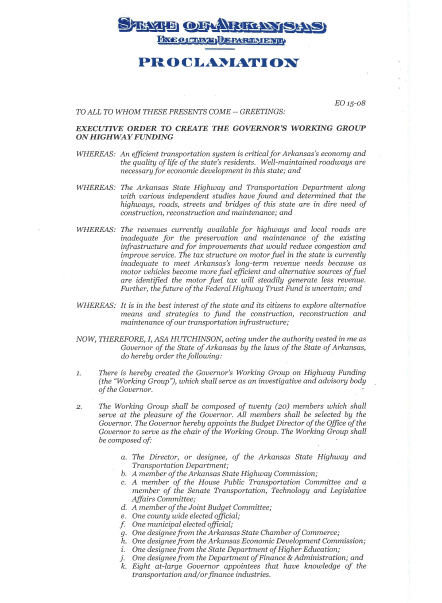 STATE OF ARKANSAS
EXECUTIVE DEPARTMENT
PROCLAMATION
EO 15-08
TO ALL TO WHOM THESE PRESENTS COME – GREETINGS:
EXECUTIVE ORDER TO CREATE THE GOVERNOR'S WORKING GROUP
ON HIGHWAY FUNDING
WHEREAS: An efficient transportation system is critical for Arkansas's economy and
the quality of life of the state's residents. Well-maintained roadways are
necessary for economic development in this state; and
WHEREAS: The Arkansas State Highway and Transportation Department along
with various independent studies have found and determined that the
highways, roads, streets and bridges of this state are in dire need of
construction, reconstruction and maintenance; and
WHEREAS: The revenues currently available for highways and local roads are
inadequate for the preservation and maintenance of the existing
infrastructure and for improvements that would reduce congestion and
improve service. The tax structure on motor fuel in the state is currently
inadequate to meet Arkansas's long-term revenue needs because as
motor vehicles become more fuel efficient and alternative sources of fuel
are identified the motor fuel tax will steadily generate less revenue.
Further, the future of the Federal Highway Trust Fund is uncertain; and
WHEREAS: It is in the best interest of the state and its citizens to explore alternative
means and strategies to fund the construction, reconstruction and
maintenance of our transportation infrastructure;
NOW, THEREFORE, I, ASA HUTCHINSON, acting under the authority vested in me as
Governor of the State of Arkansas by the laws of the State of Arkansas,
do hereby order the following:
1. There is hereby created the Governor's Working Group on Highway Funding
(the "Working Group"), which shall serve as an investigative and advisory body
of the Governor.
2. The Working Group shall be composed of twenty (20) members which shall
serve at the pleasure of the Governor. All members shall be selected by the
Governor. The Governor hereby appoints the Budget Director of the Office of the
Governor to serve as the chair of the Working Group. The Working Group shall
be composed of:
a. The Director, or designee, of the Arkansas State Highway and
Transportation Department;
b. A member of the Arkansas State Highway Commission;
c. A member of the House Public Transportation Committee and a
member of the Senate Transportation, Technology and Legislative
Affairs Committee;
d. A member of the Joint Budget Committee;
e. One county wide elected official;
f. One municipal elected official;
g. One designee from the Arkansas State Chamber of Commerce;
h. One designee from the Arkansas Economic Development Commission;
i. One designee from the State Department of Higher Education;
j. One designee from the Department of Finance & Administration; and
k. Eight at-large Governor appointees that have knowledge of the
transportation and/or finance industries.